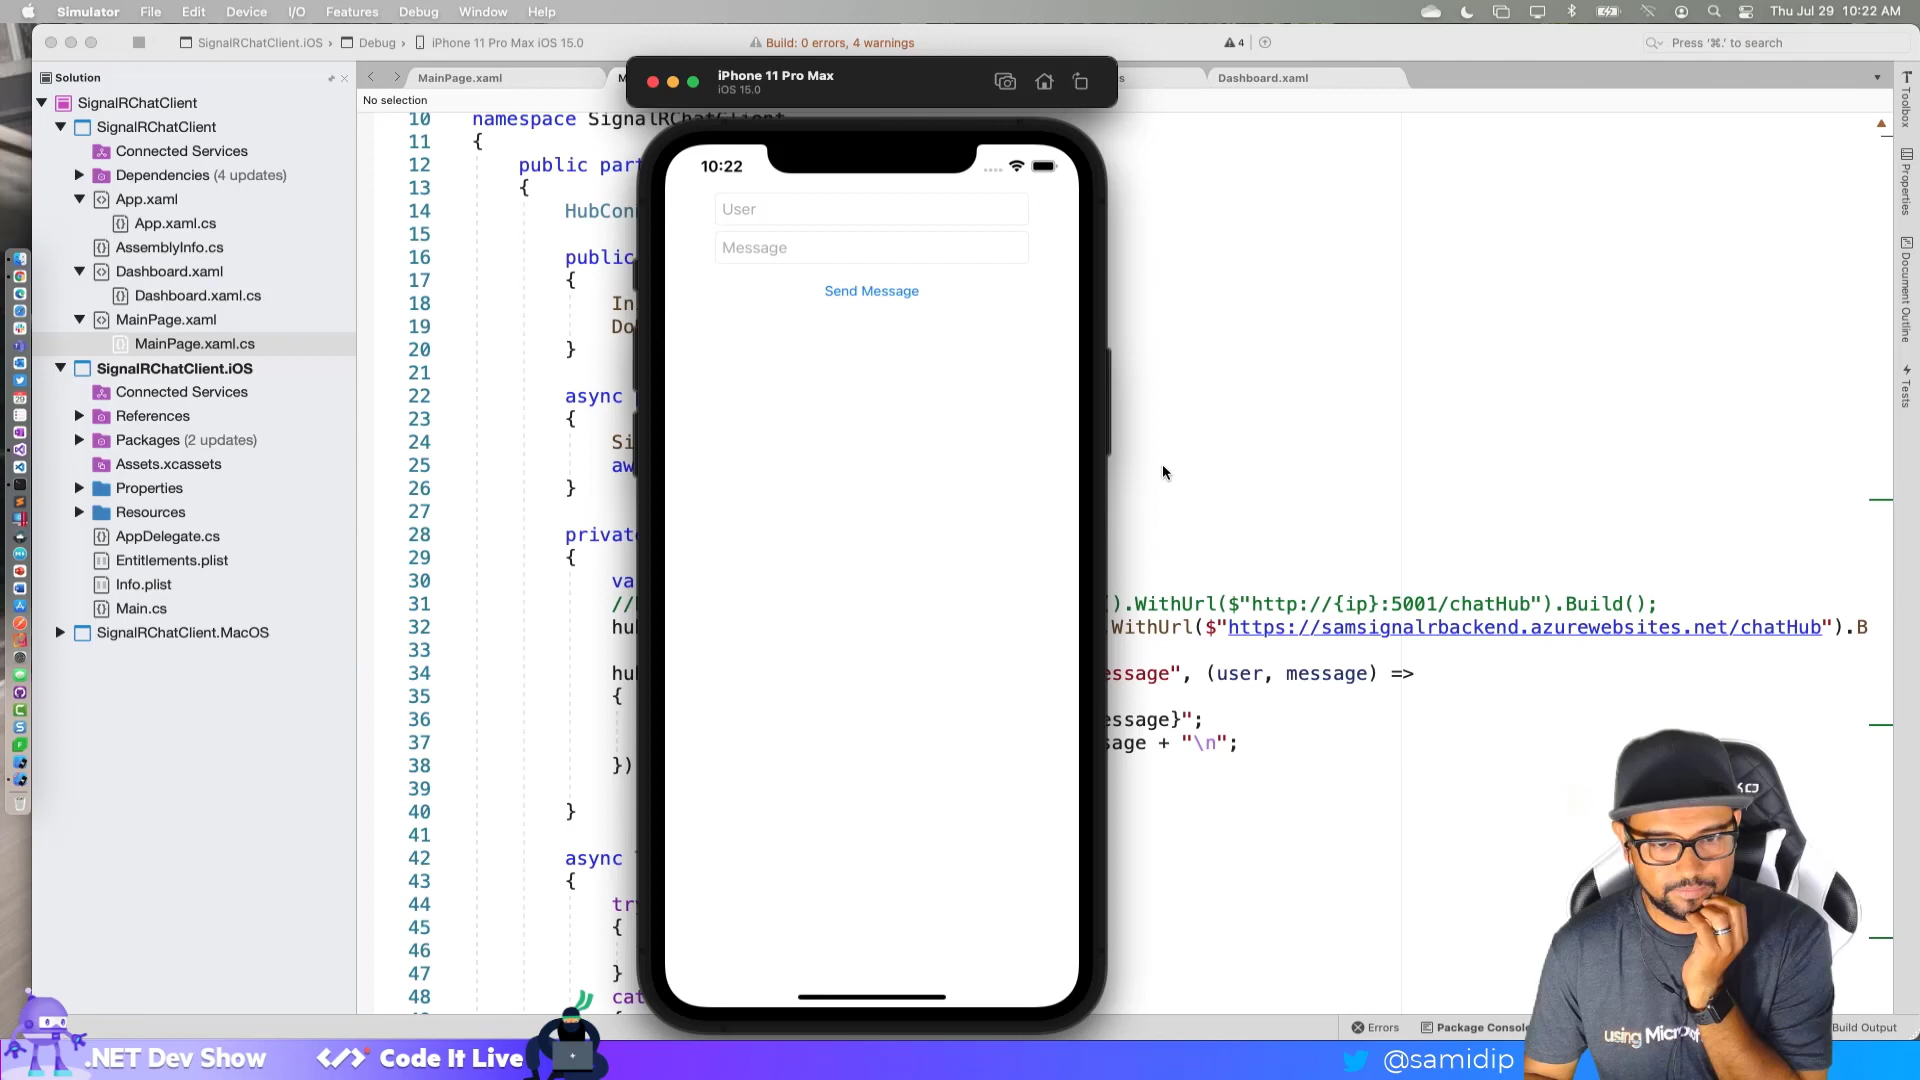 Simulator File Edit Device I/O Features Debug Window Help
Thu Jul 29 10:22 AM
SignalRChatClient.iOS › Debug › iPhone 11 Pro Max iOS 15.0
Build: 0 errors, 4 warnings
4
Press '⌘.' to search
Solution
MainPage.xaml
Dashboard.xaml
No selection
iPhone 11 Pro Max
iOS 15.0
SignalRChatClient
SignalRChatClient
Connected Services
Dependencies (4 updates)
App.xaml
App.xaml.cs
AssemblyInfo.cs
Dashboard.xaml
Dashboard.xaml.cs
MainPage.xaml
MainPage.xaml.cs
SignalRChatClient.iOS
Connected Services
References
Packages (2 updates)
Assets.xcassets
Properties
Resources
AppDelegate.cs
Entitlements.plist
Info.plist
Main.cs
SignalRChatClient.MacOS
10 namespace SignalRChatClient
11 {
12 public part
13 {
14 HubCon
15
16 public
17 {
18 In
19 Do
20 }
21
22 async
23 {
24 Si
25 aw
26 }
27
28 private
29 {
30 va
31 // ).WithUrl($"http://{ip}:5001/chatHub").Build();
32 hu .WithUrl($"https://samsignalrbackend.azurewebsites.net/chatHub").B
33
34 hu essage", (user, message) =>
35 {
36 essage}";
37 sage + "\n";
38 })
39
40 }
41
42 async
43 {
44 try
45 {
46
47 }
48 cat
10:22
User
Message
Send Message
Toolbox
Properties
Document Outline
Tests
Errors
Package Console
Build Output
.NET Dev Show
Code It Live
@samidip
using Micros